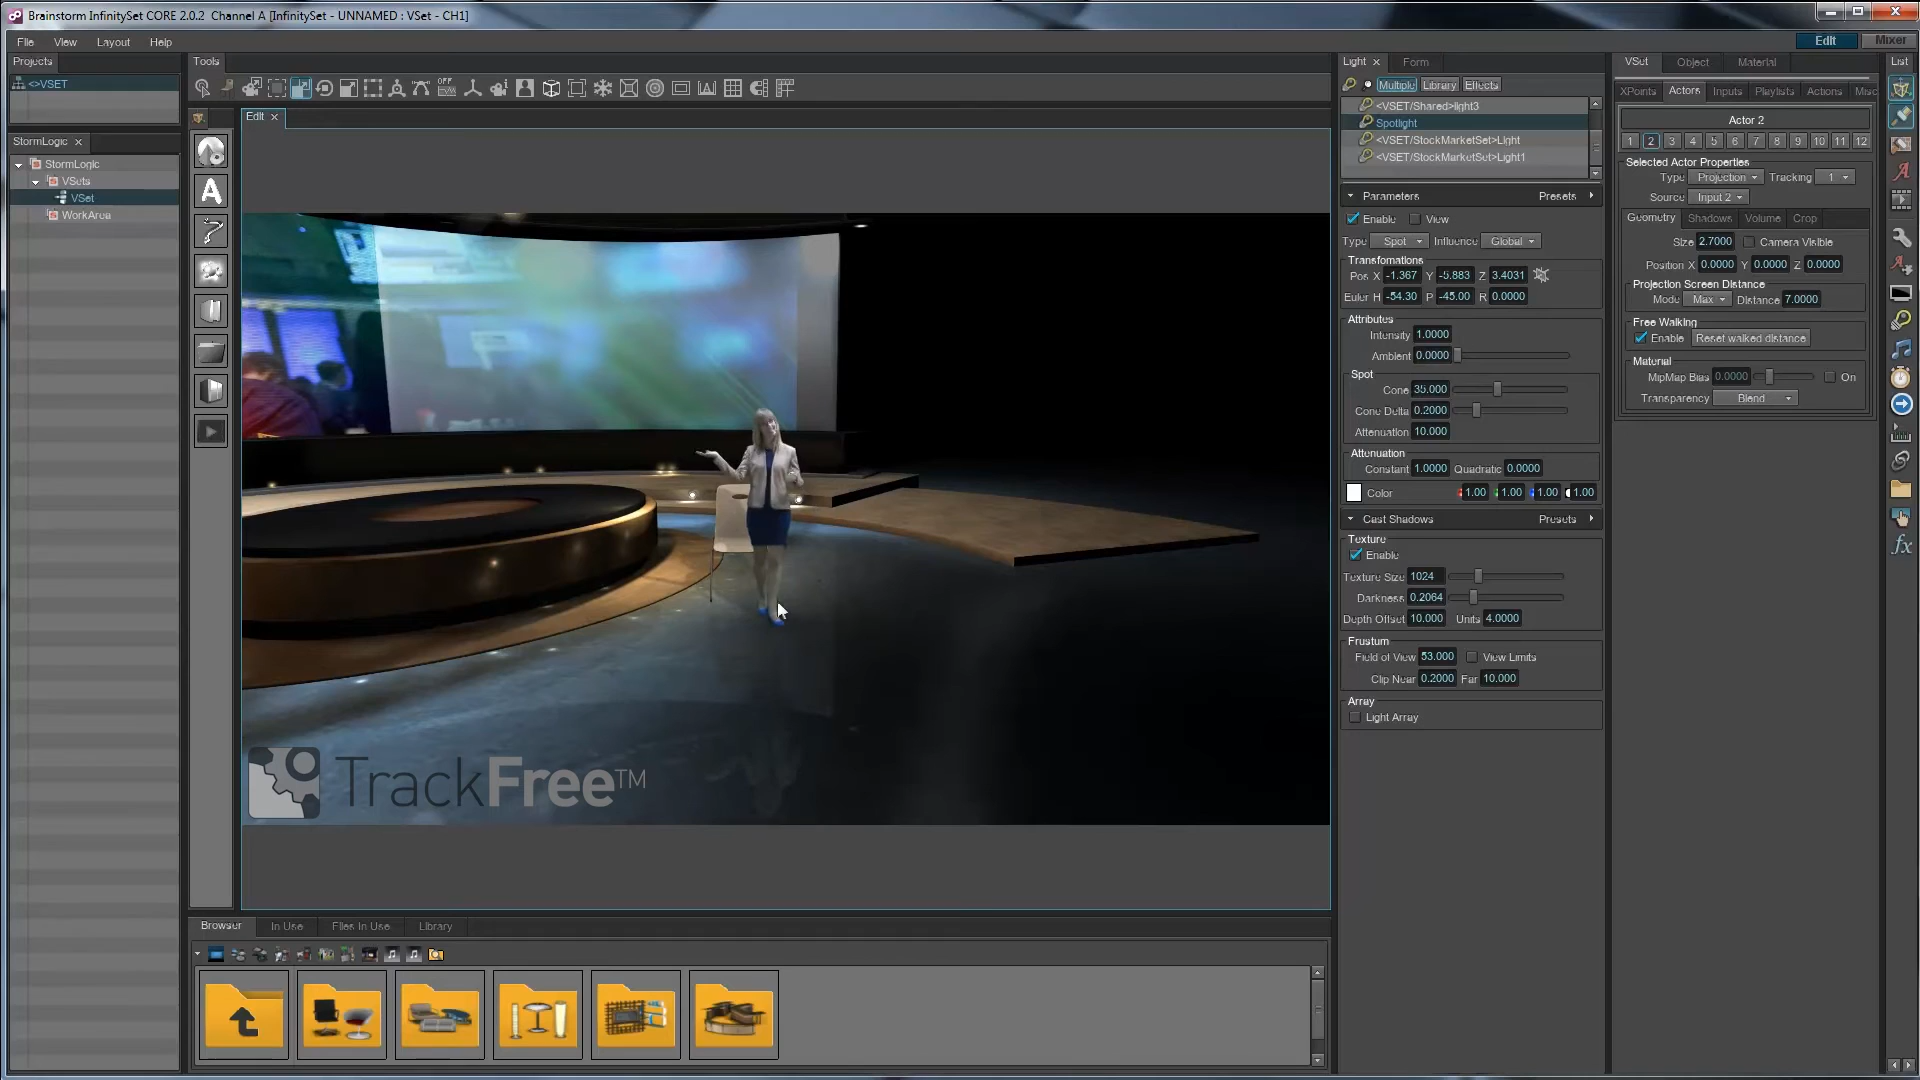 Brainstorm InfinitySet CORE 2.0.2 Channel A [InfinitySet - UNNAMED : VSet - CH1]
File View Layout Help
Edit Mixer
Projects
<>VSET
StormLogic
StormLogic
VSets
VSet
WorkArea
Tools
OFF
Edit
A
TrackFree™
Browser In Use Files In Use Library
Light Form
Multiple Library Effects
<VSET/Shared>light3
Spotlight
<VSET/StockMarketSet>Light
<VSET/StockMarketSet>Light1
Parameters Presets
Enable View
Type Spot Influence Global
Transfomations
Pos X -1.367 Y -5.883 Z 3.4031
Euler H -54.30 P -45.00 R 0.0000
Attributes
Intensity 1.0000
Ambient 0.0000
Spot
Cone 35.000
Cone Delta 0.2000
Attenuation 10.000
Attenuation
Constant 1.0000 Quadratic 0.0000
Color 1.00 1.00 1.00 1.00
Cast Shadows Presets
Texture
Enable
Texture Size 1024
Darkness 0.2064
Depth Offset 10.000 Units 4.0000
Frustum
Field of View 53.000 View Limits
Clip Near 0.2000 Far 10.000
Array
Light Array
VSet Object Material
XPoints Actors Inputs Playlists Actions Misc
Actor 2
1 2 3 4 5 6 7 8 9 10 11 12
Selected Actor Properties
Type Projection Tracking 1
Source Input 2
Geometry Shadows Volume Crop
Size 2.7000 Camera Visible
Position X 0.0000 Y 0.0000 Z 0.0000
Projection Screen Distance
Mode Max Distance 7.0000
Free Walking
Enable Reset walked distance
Material
MipMap Bias 0.0000 On
Transparency Blend
List
fx